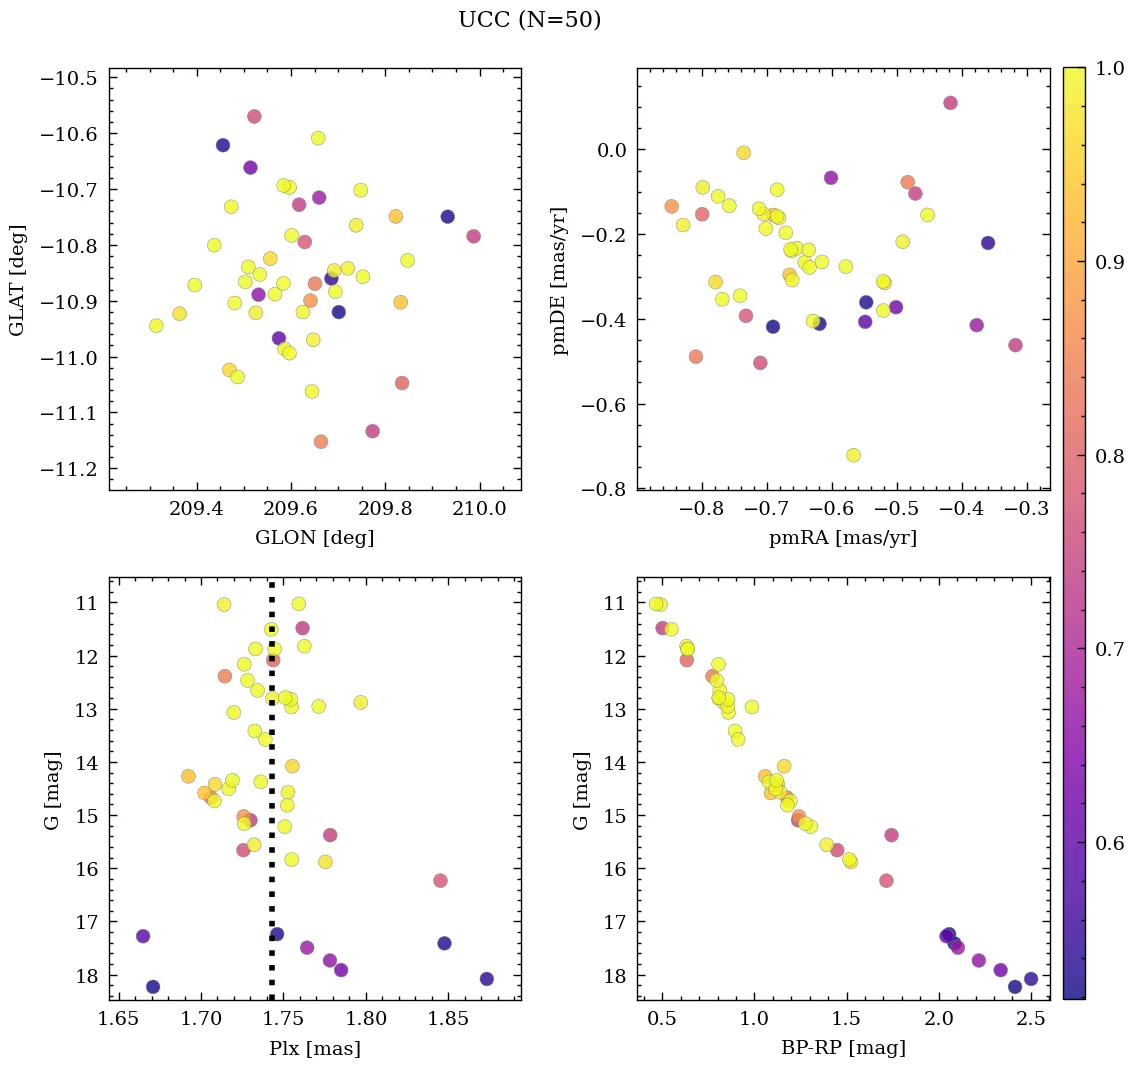 UCC (N=50)
−10.5
−10.6
−10.7
−10.8
−10.9
−11.0
−11.1
−11.2
GLAT [deg]
209.4 209.6 209.8 210.0
GLON [deg]
0.0
−0.2
−0.4
−0.6
−0.8
pmDE [mas/yr]
−0.8 −0.7 −0.6 −0.5 −0.4 −0.3
pmRA [mas/yr]
1.0
0.9
0.8
0.7
0.6
11
12
13
14
15
16
17
18
G [mag]
1.65 1.70 1.75 1.80 1.85
Plx [mas]
11
12
13
14
15
16
17
18
G [mag]
0.5 1.0 1.5 2.0 2.5
BP-RP [mag]